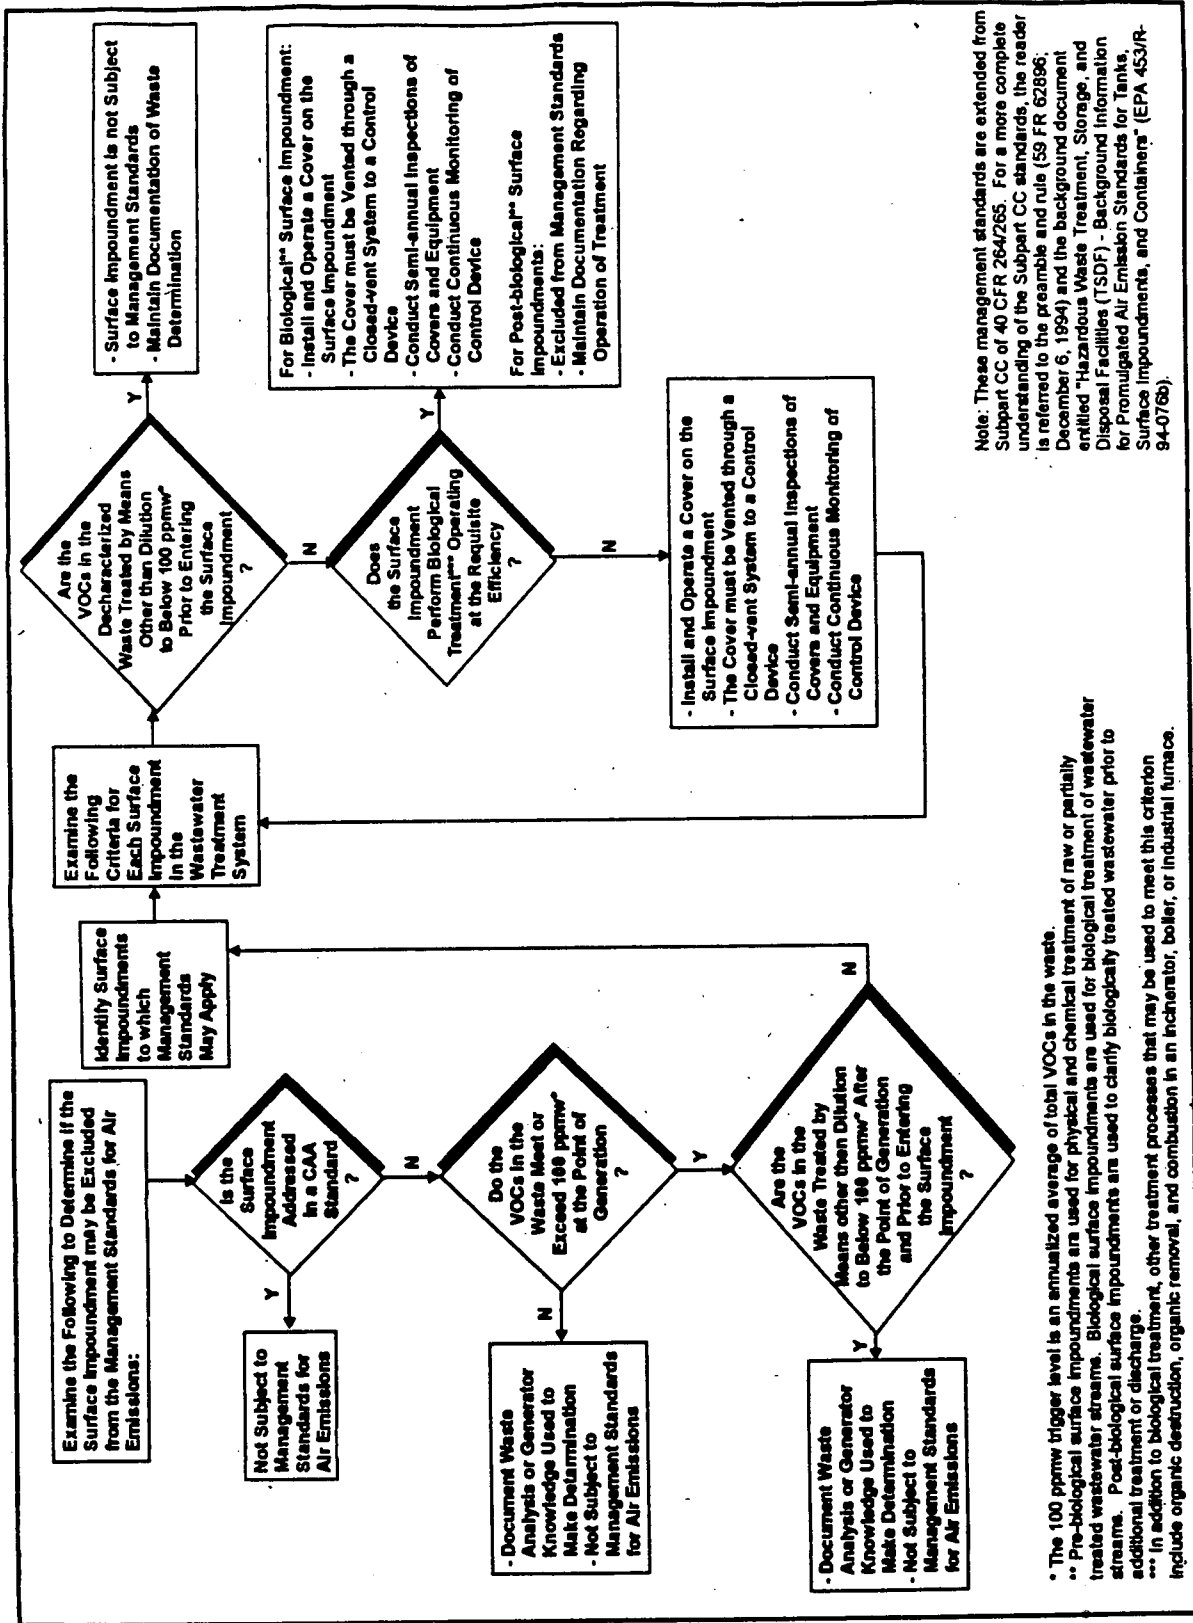 Examine the Following to Determine if the
Surface Impoundment may be Excluded
from the Management Standards for Air
Emissions:
Is the
Surface
Impoundment
Addressed
in a CAA
Standard
?
Y
N
Not Subject to
Management
Standards for
Air Emissions
Do the
VOCs in the
Waste Meet or
Exceed 100 ppmw*
at the Point of
Generation
?
N
Y
- Document Waste
Analysis or Generator
Knowledge Used to
Make Determination
- Not Subject to
Management Standards
for Air Emissions
Are the
VOCs in the
Waste Treated by
Means other then Dilution
to Below 100 ppmw* After
the Point of Generation
and Prior to Entering
the Surface
Impoundment
?
Y
N
- Document Waste
Analysis or Generator
Knowledge Used to
Make Determination
- Not Subject to
Management Standards
for Air Emissions
Identify Surface
Impoundments
to which
Management
Standards
May Apply
Examine the
Following
Criteria for
Each Surface
Impoundment
in the
Wastewater
Treatment
System
Are the
VOCs in the
Decharacterized
Waste Treated by Means
Other than Dilution
to Below 100 ppmw*
Prior to Entering
the Surface
Impoundment
?
Y
N
- Surface Impoundment is not Subject
to Management Standards
- Maintain Documentation of Waste
Determination
Does
the Surface
Impoundment
Perform Biological
Treatment*** Operating
at the Requisite
Efficiency
?
Y
N
For Biological** Surface Impoundment:
- Install and Operate a Cover on the
Surface Impoundment
- The Cover must be Vented through a
Closed-vent System to a Control
Device
- Conduct Semi-annual Inspections of
Covers and Equipment
- Conduct Continuous Monitoring of
Control Device
For Post-biological** Surface
Impoundments:
- Excluded from Management Standards
- Maintain Documentation Regarding
Operation of Treatment
- Install and Operate a Cover on the
Surface Impoundment
- The Cover must be Vented through a
Closed-vent System to a Control
Device
- Conduct Semi-annual Inspections of
Covers and Equipment
- Conduct Continuous Monitoring of
Control Device
Note: These management standards are extended from
Subpart CC of 40 CFR 264/265. For a more complete
understanding of the Subpart CC standards, the reader
is referred to the preamble and rule (59 FR 62896;
December 6, 1994) and the background document
entitled "Hazardous Waste Treatment, Storage, and
Disposal Facilities (TSDF) - Background Information
for Promulgated Air Emission Standards for Tanks,
Surface Impoundments, and Containers" (EPA 453/R-
94-076b).
* The 100 ppmw trigger level is an annualized average of total VOCs in the waste.
** Pre-biological surface impoundments are used for physical and chemical treatment of raw or partially
treated wastewater streams. Biological surface impoundments are used for biological treatment of wastewater
streams. Post-biological surface impoundments are used to clarify biologically treated wastewater prior to
additional treatment or discharge.
*** In addition to biological treatment, other treatment processes that may be used to meet this criterion
include organic destruction, organic removal, and combustion in an incinerator, boiler, or industrial furnace.